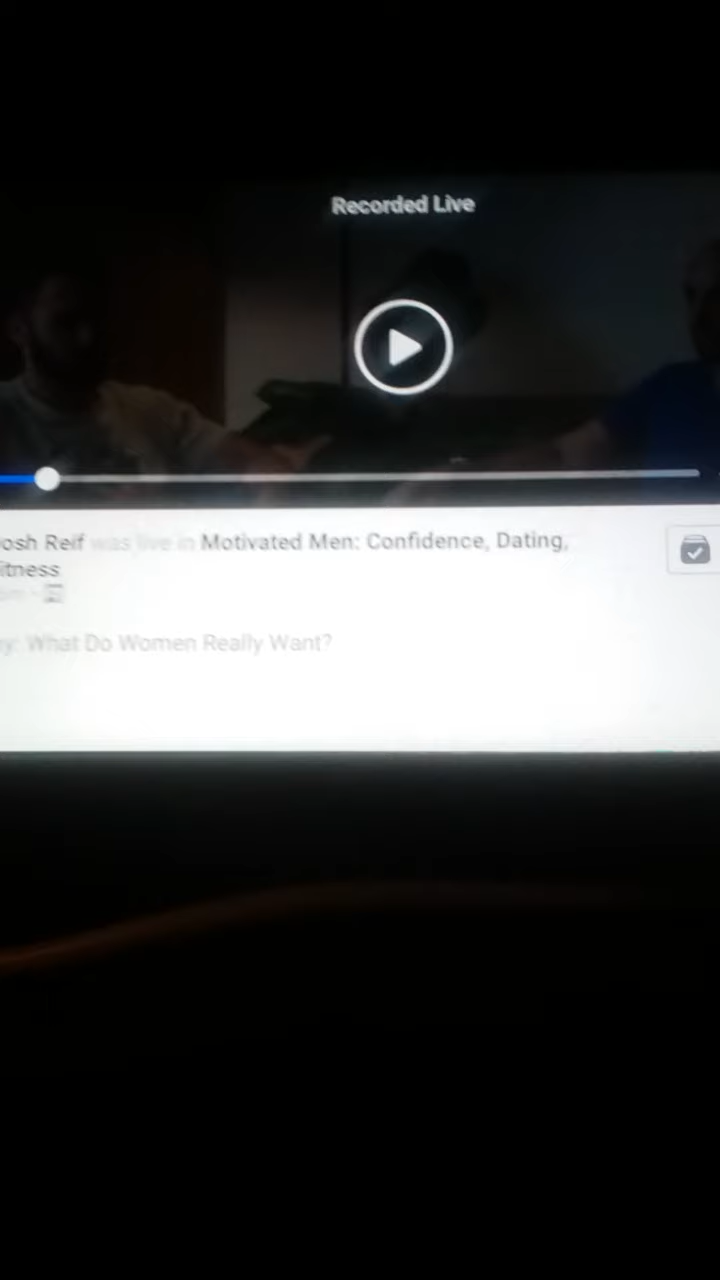 Recorded Live
osh Reif was live in Motivated Men: Confidence, Dating,
itness
y: What Do Women Really Want?